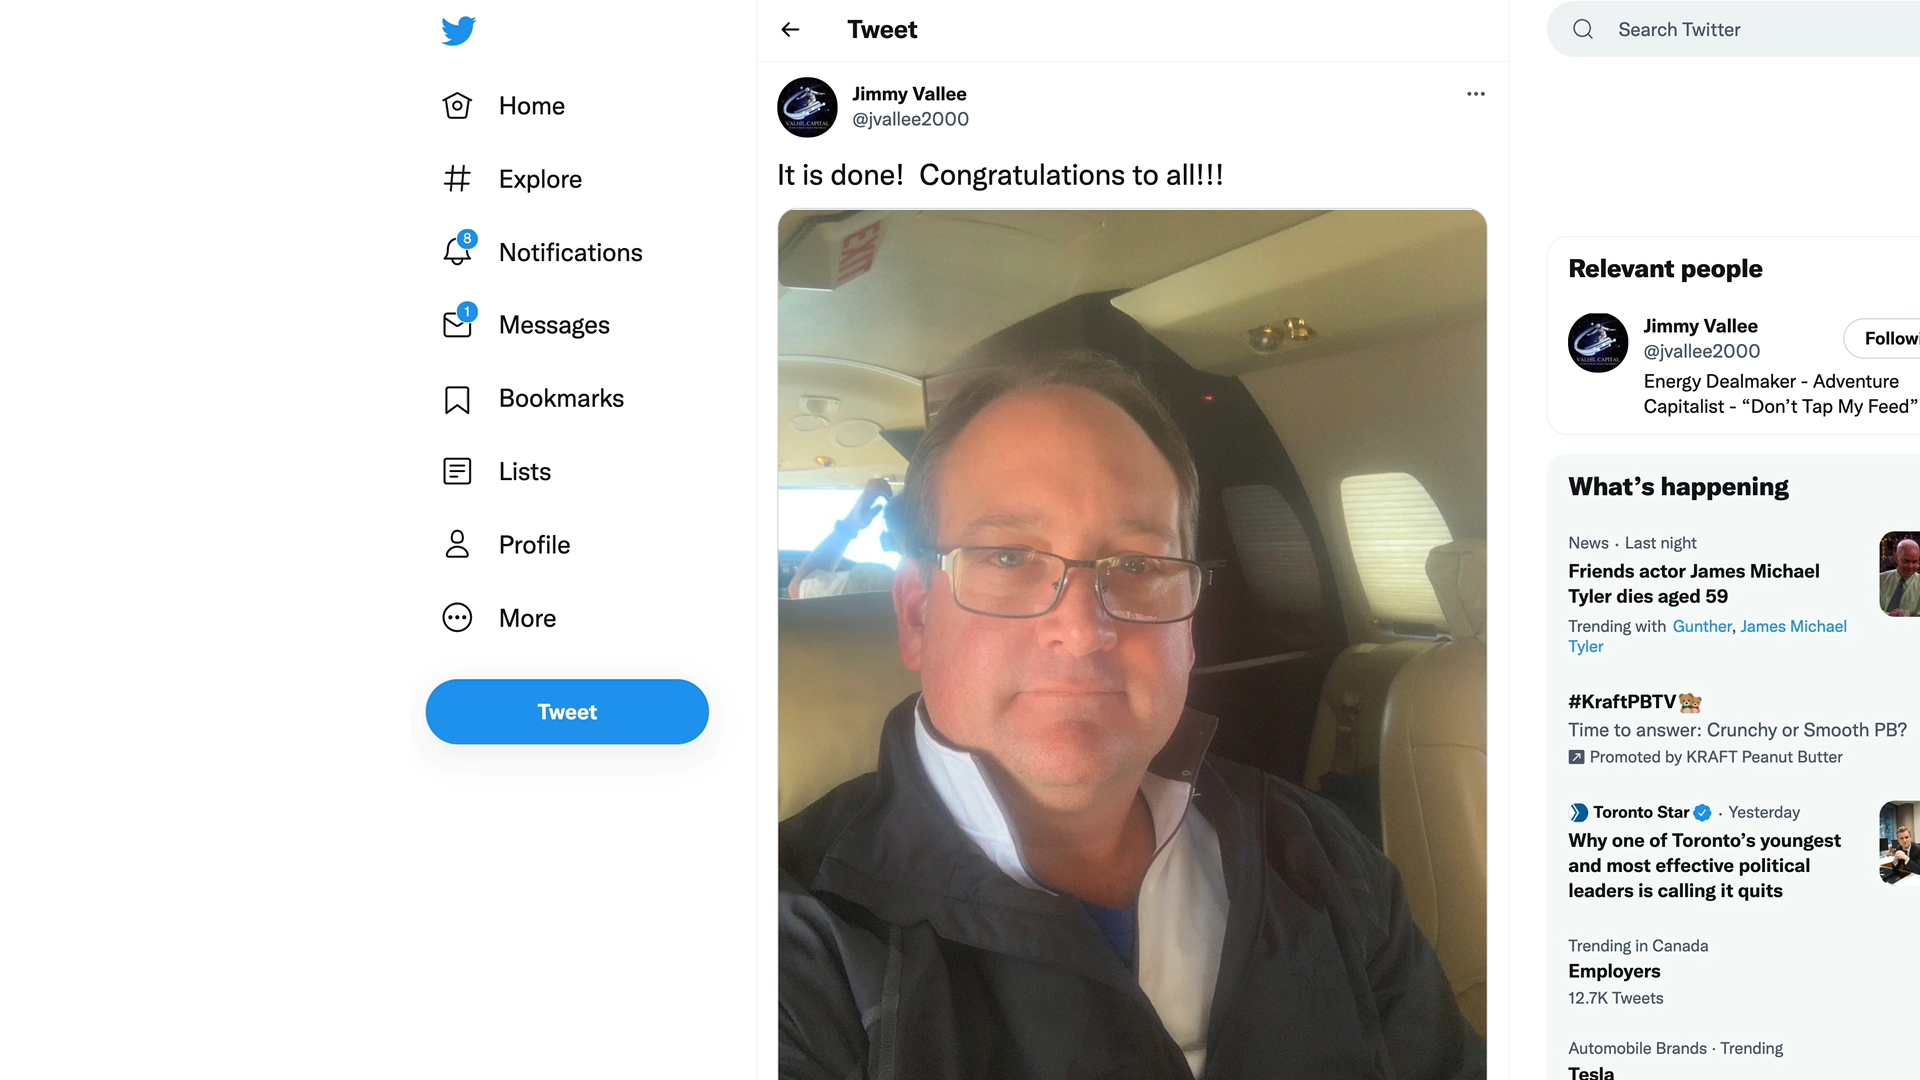 Home
Explore
8
Notifications
1
Messages
Bookmarks
Lists
Profile
More
Tweet
Tweet
Jimmy Vallee
@jvallee2000
It is done!  Congratulations to all!!!
EXIT
VALHIL CAPITAL
Search Twitter
Relevant people
Jimmy Vallee
@jvallee2000
Followi
Energy Dealmaker - Adventure
Capitalist - “Don’t Tap My Feed”
VALHIL CAPITAL
What’s happening
News · Last night
Friends actor James Michael
Tyler dies aged 59
Trending with Gunther, James Michael
Tyler
#KraftPBTV
Time to answer: Crunchy or Smooth PB?
Promoted by KRAFT Peanut Butter
Toronto Star · Yesterday
Why one of Toronto’s youngest
and most effective political
leaders is calling it quits
Trending in Canada
Employers
12.7K Tweets
Automobile Brands · Trending
Tesla